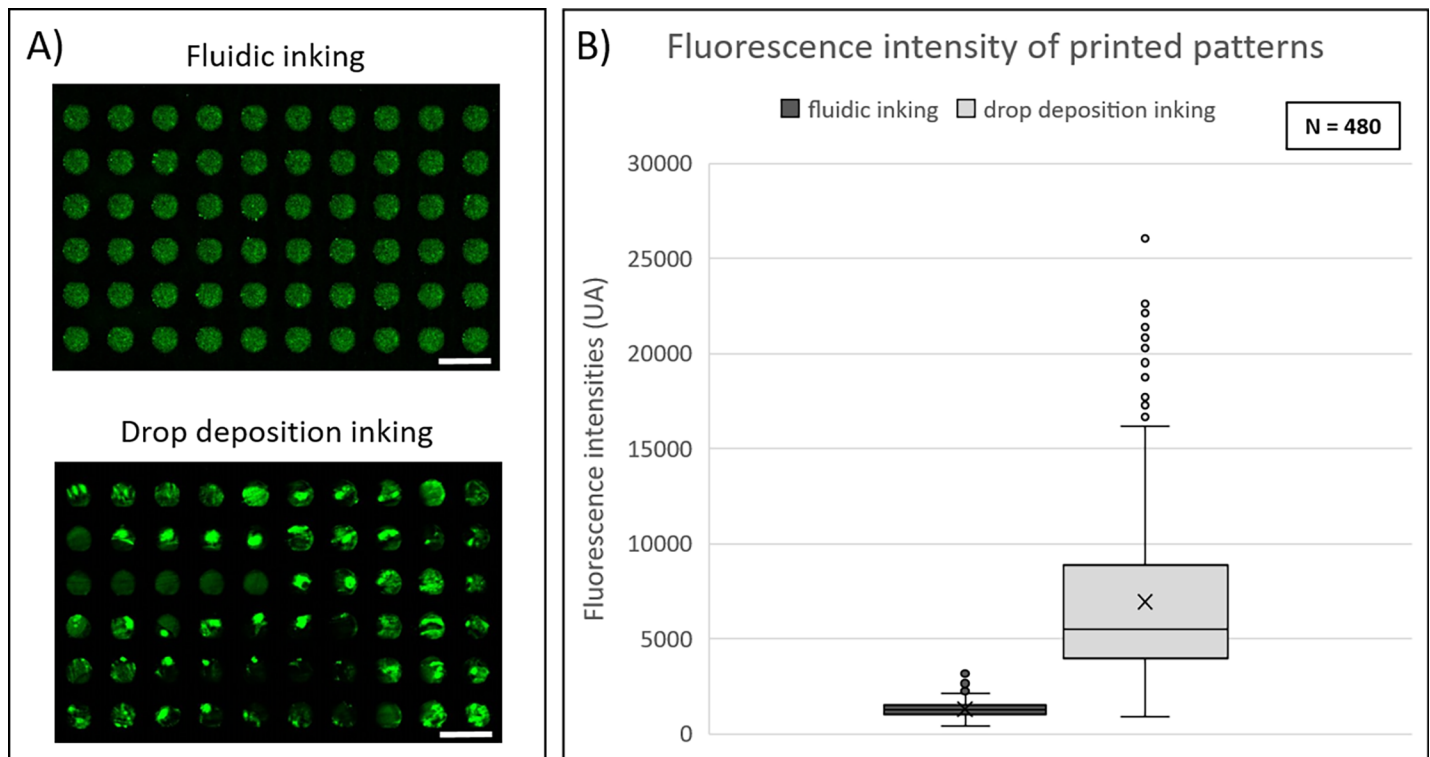 A)
Fluidic inking
Drop deposition inking
B)
Fluorescence intensity of printed patterns
fluidic inking
drop deposition inking
N = 480
Fluorescence intensities (UA)
30000
25000
20000
15000
10000
5000
0